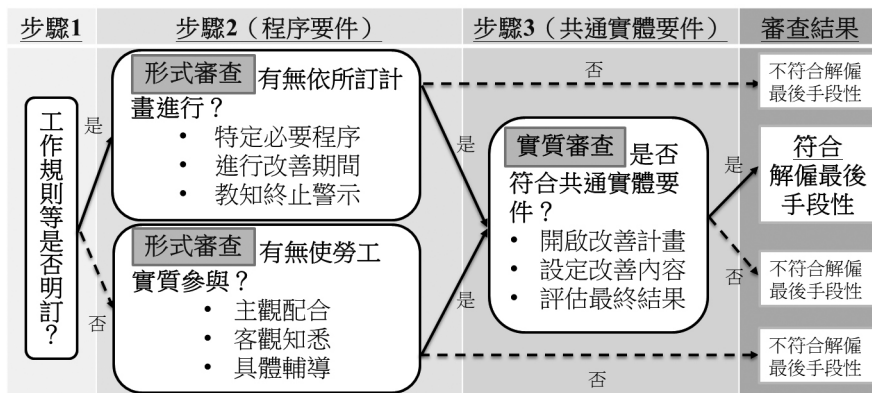 步驟1
步驟2（程序要件）
步驟3（共通實體要件）
審查結果
工作規則等是否明訂？
是
否
形式審查 有無依所訂計
畫進行？
• 特定必要程序
• 進行改善期間
• 教知終止警示
形式審查 有無使勞工
實質參與？
• 主觀配合
• 客觀知悉
• 具體輔導
否
是
是
否
實質審查 是否
符合共通實體要
件？
• 開啟改善計畫
• 設定改善內容
• 評估最終結果
是
否
不符合解僱
最後手段性
符合
解僱最後
手段性
不符合解僱
最後手段性
不符合解僱
最後手段性